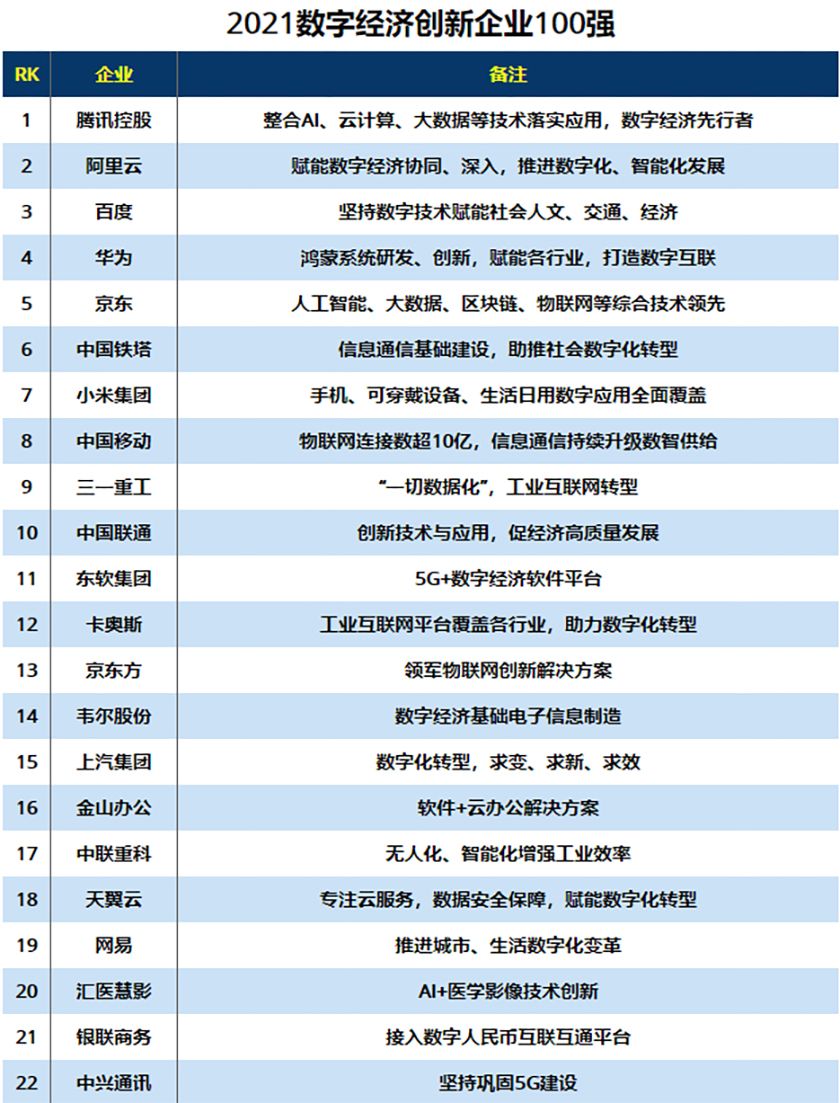 2021数字经济创新企业100强
RK 企业 备注
1 腾讯控股 整合AI、云计算、大数据等技术落实应用，数字经济先行者
2 阿里云 赋能数字经济协同、深入，推进数字化、智能化发展
3 百度 坚持数字技术赋能社会人文、交通、经济
4 华为 鸿蒙系统研发、创新，赋能各行业，打造数字互联
5 京东 人工智能、大数据、区块链、物联网等综合技术领先
6 中国铁塔 信息通信基础建设，助推社会数字化转型
7 小米集团 手机、可穿戴设备、生活日用数字应用全面覆盖
8 中国移动 物联网连接数超10亿，信息通信持续升级数智供给
9 三一重工 “一切数据化”，工业互联网转型
10 中国联通 创新技术与应用，促经济高质量发展
11 东软集团 5G+数字经济软件平台
12 卡奥斯 工业互联网平台覆盖各行业，助力数字化转型
13 京东方 领军物联网创新解决方案
14 韦尔股份 数字经济基础电子信息制造
15 上汽集团 数字化转型，求变、求新、求效
16 金山办公 软件+云办公解决方案
17 中联重科 无人化、智能化增强工业效率
18 天翼云 专注云服务，数据安全保障，赋能数字化转型
19 网易 推进城市、生活数字化变革
20 汇医慧影 AI+医学影像技术创新
21 银联商务 接入数字人民币互联互通平台
22 中兴通讯 坚持巩固5G建设